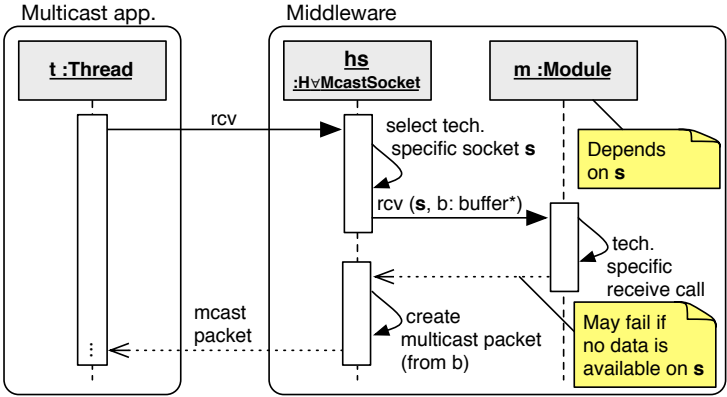 Multicast app.
Middleware
t :Thread
hs
:H∀McastSocket
m :Module
rcv
select tech.
specific socket s
Depends
on s
rcv (s, b: buffer*)
tech.
specific
receive call
mcast
packet
create
multicast packet
(from b)
May fail if
no data is
available on s
⋮